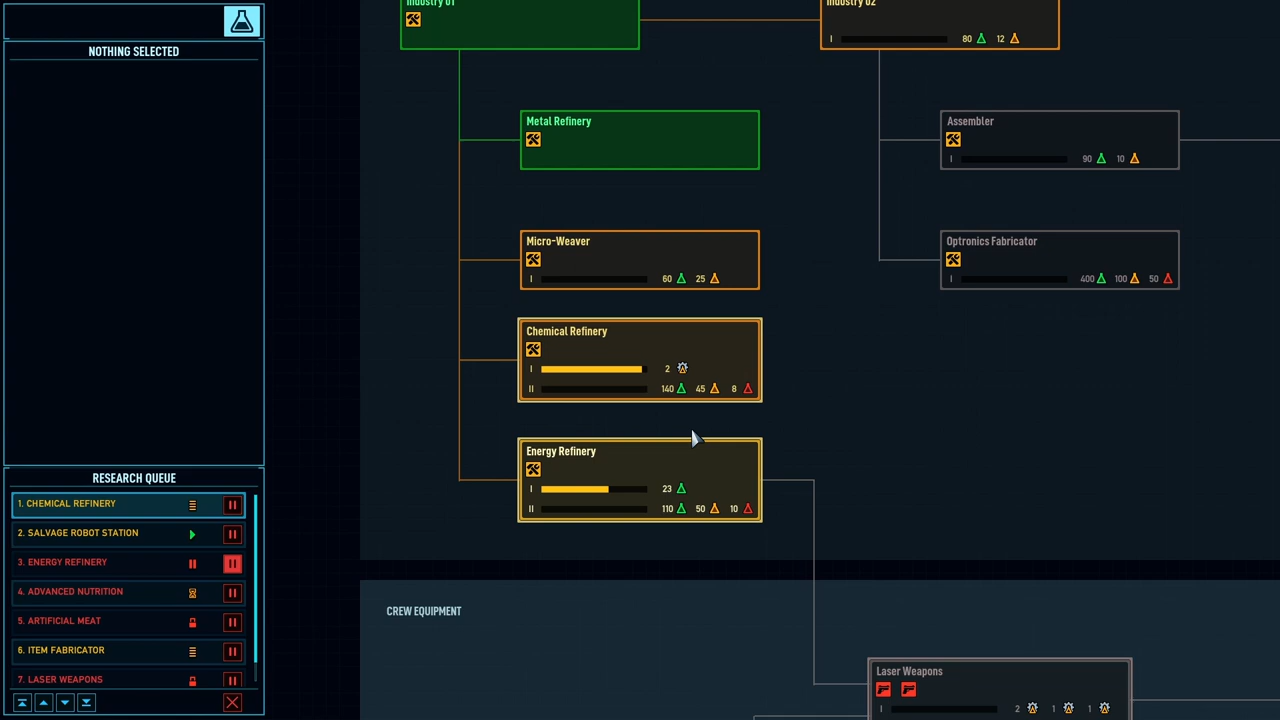 NOTHING SELECTED
RESEARCH QUEUE
1. CHEMICAL REFINERY
2. SALVAGE ROBOT STATION
3. ENERGY REFINERY
4. ADVANCED NUTRITION
5. ARTIFICIAL MEAT
6. ITEM FABRICATOR
7. LASER WEAPONS
Industry 01
Industry 02
I 80 12
Metal Refinery
Assembler
I 90 10
Micro-Weaver
I 60 25
Optronics Fabricator
I 400 100 50
Chemical Refinery
I 2
II 140 45 8
Energy Refinery
I 23
II 110 50 10
CREW EQUIPMENT
Laser Weapons
I 2 1 1